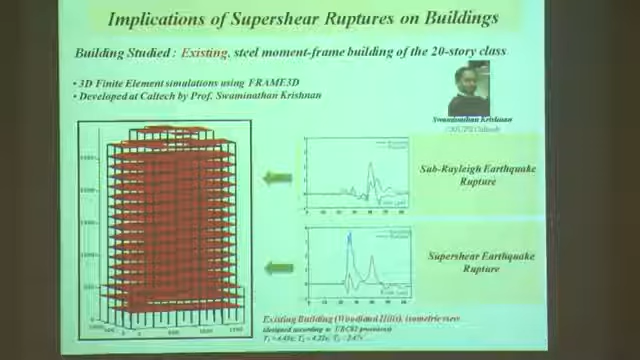 Implications of Supershear Ruptures on Buildings
Building Studied : Existing, steel moment-frame building of the 20-story class
• 3D Finite Element simulations using FRAME3D
• Developed at Caltech by Prof. Swaminathan Krishnan
Swaminathan Krishnan
Sub-Rayleigh Earthquake
Rupture
Supershear Earthquake
Rupture
Existing Building (Woodland Hills), isometric view
(designed according to UBC82 provisions)